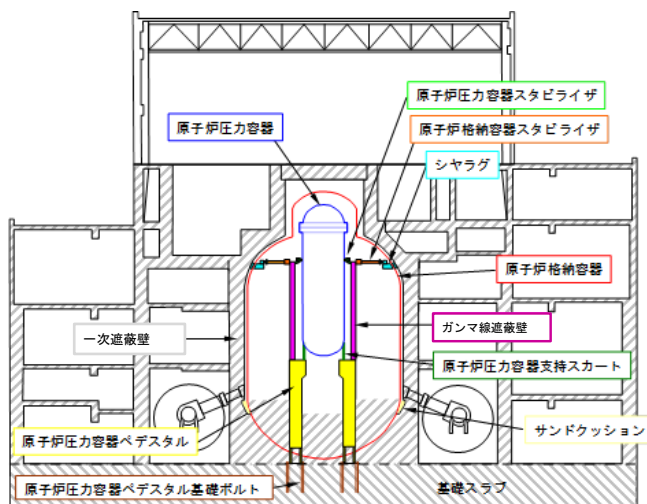 原子炉圧力容器スタビライザ
原子炉圧力容器
原子炉格納容器スタビライザ
シヤラグ
原子炉格納容器
一次遮蔽壁
ガンマ線遮蔽壁
原子炉圧力容器支持スカート
サンドクッション
原子炉圧力容器ペデスタル
原子炉圧力容器ペデスタル基礎ボルト
基礎スラブ